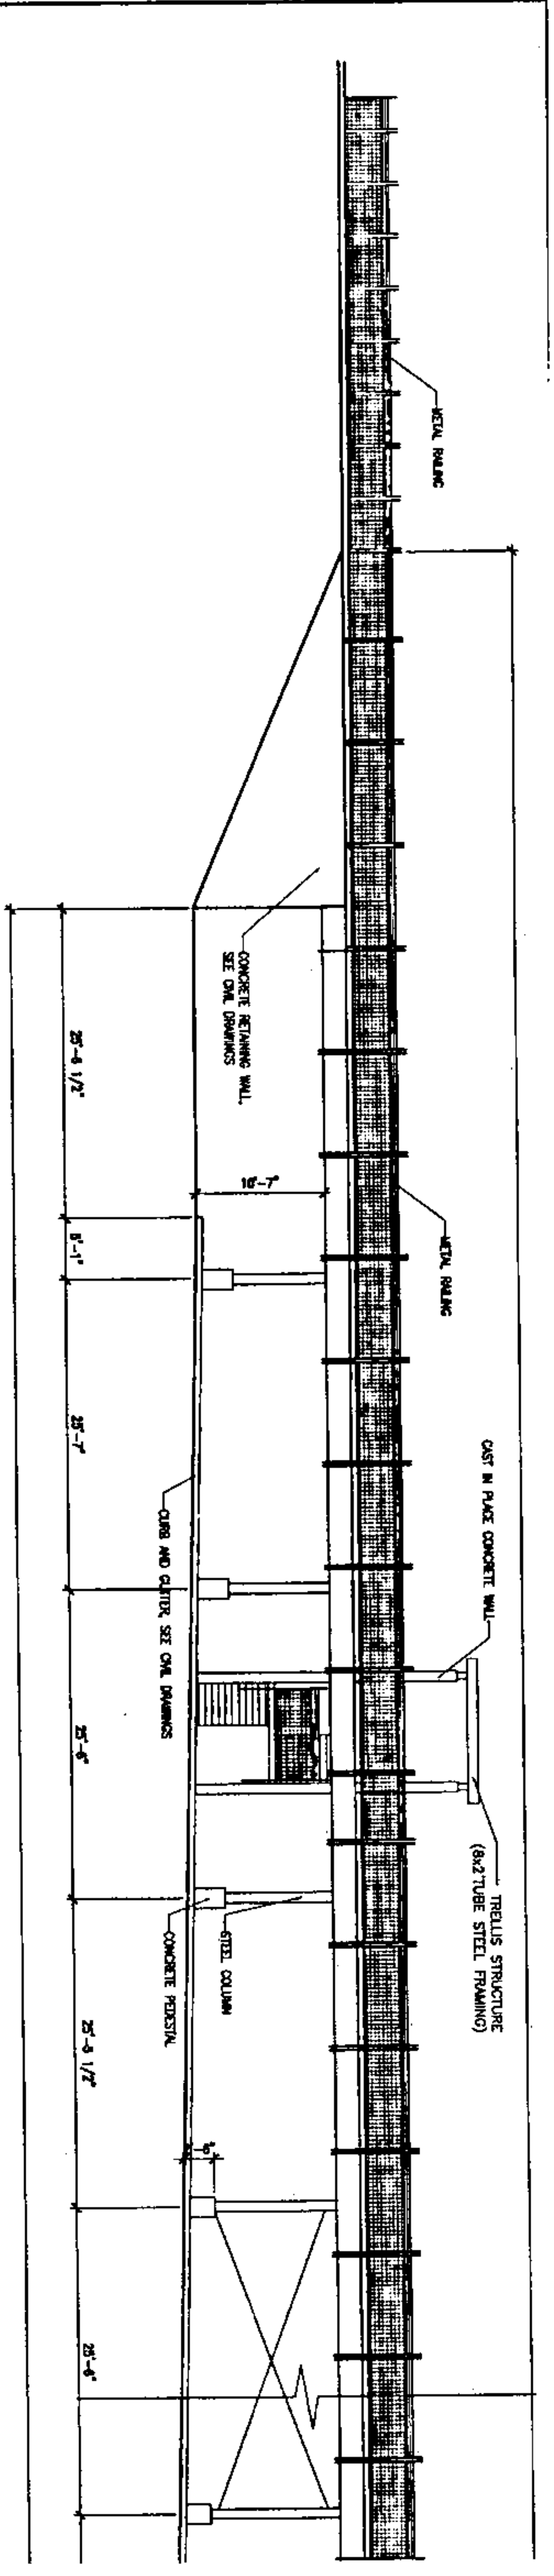 METAL RAILING
CONCRETE RETAINING WALL,
SEE CIVIL DRAWINGS
25'-6 1/2"
10'-7"
5'-1"
METAL RAILING
25'-7"
CAST IN PLACE CONCRETE WALL
CURB AND GUTTER, SEE CIVIL DRAWINGS
25'-6"
TRELLIS STRUCTURE
(8x2 TUBE STEEL FRAMING)
STEEL COLUMN
CONCRETE PEDESTAL
25'-5 1/2"
25'-6"